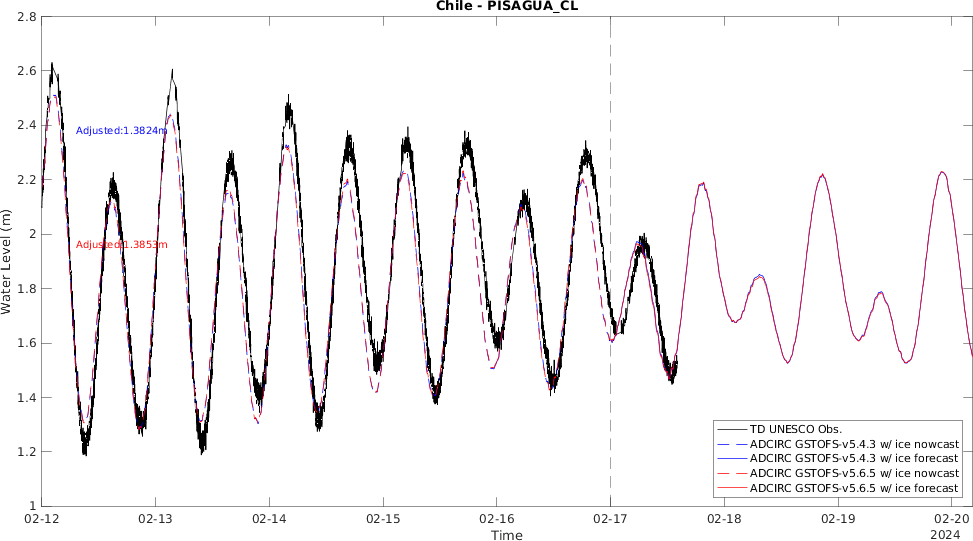 Chile - PISAGUA_CL
2.8
2.6
2.4
2.2
2
1.8
1.6
1.4
1.2
1
Water Level (m)
Adjusted:1.3824m
Adjusted:1.3853m
TD UNESCO Obs.
ADCIRC GSTOFS-v5.4.3 w/ ice nowcast
ADCIRC GSTOFS-v5.4.3 w/ ice forecast
ADCIRC GSTOFS-v5.6.5 w/ ice nowcast
ADCIRC GSTOFS-v5.6.5 w/ ice forecast
02-12 02-13 02-14 02-15 02-16 02-17 02-18 02-19 02-20
Time
2024